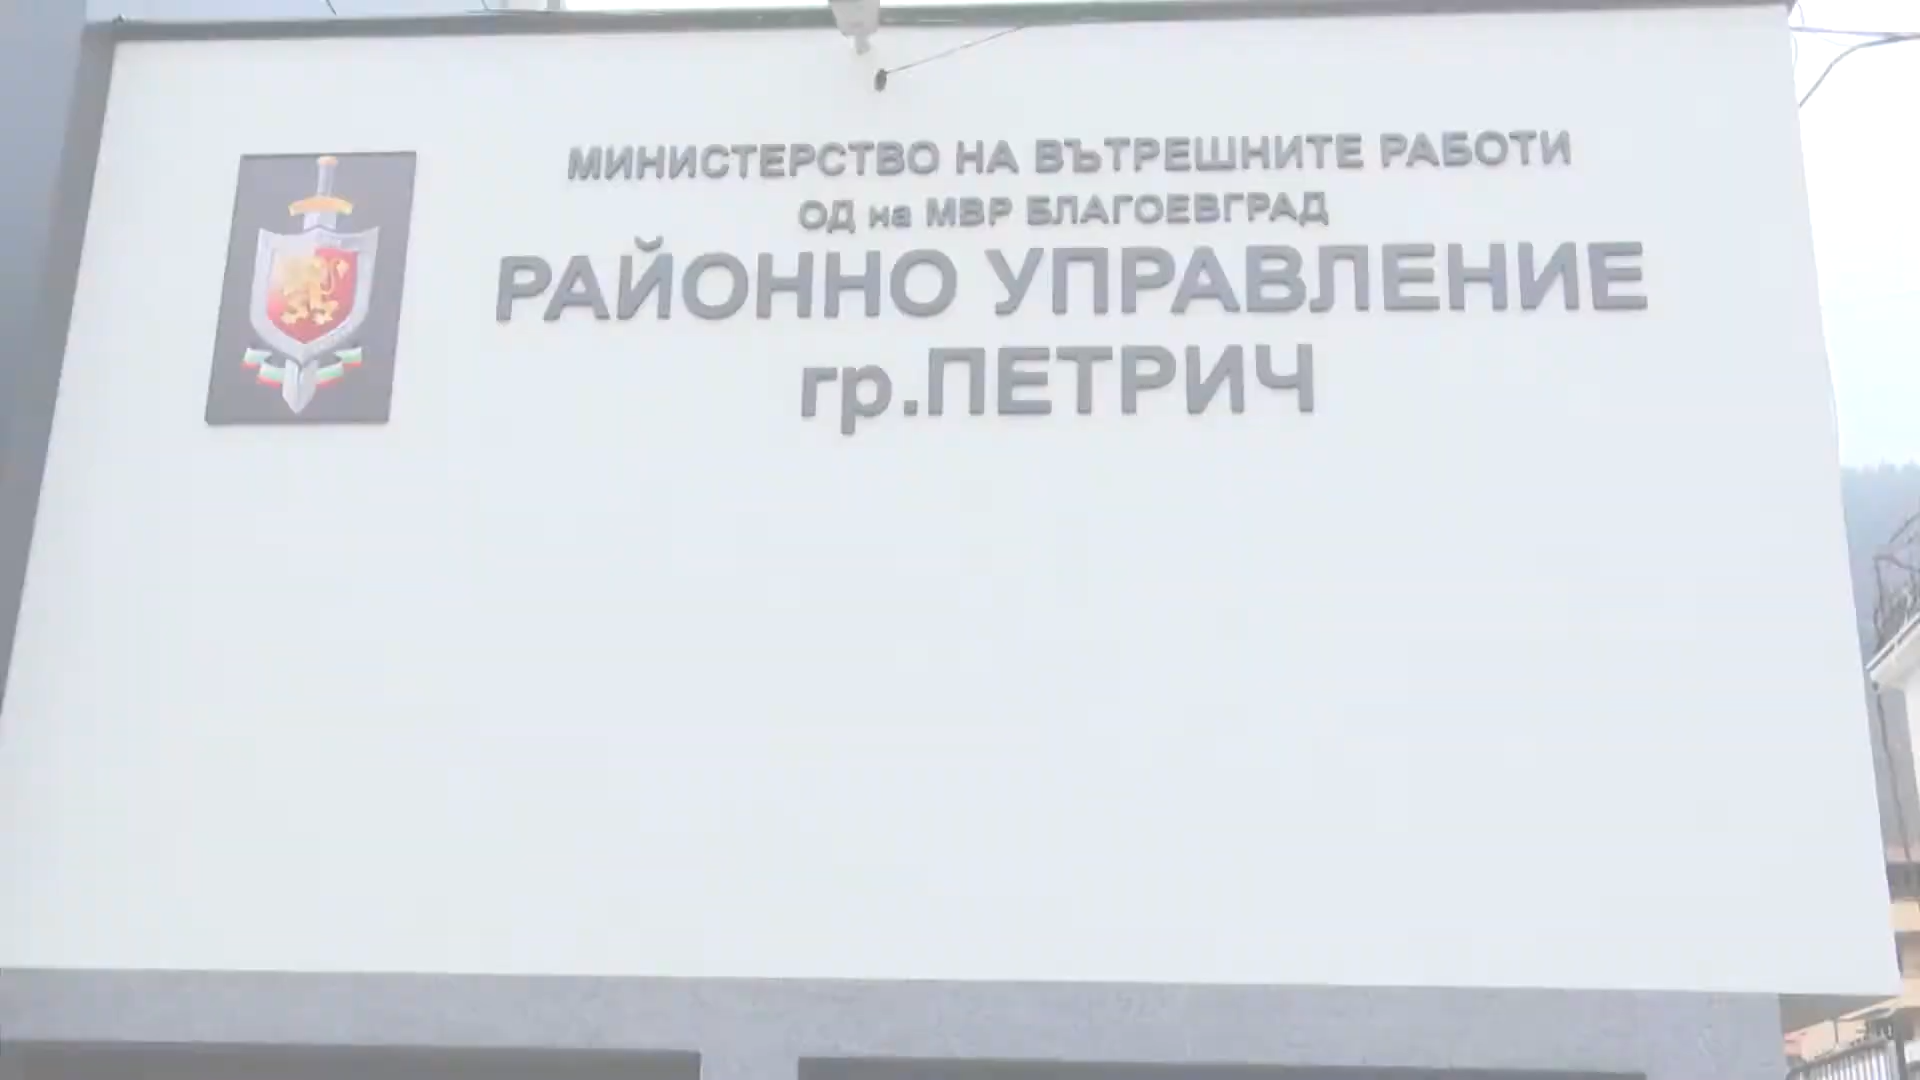 МИНИСТЕРСТВО НА ВЪТРЕШНИТЕ РАБОТИ
ОД на МВР БЛАГОЕВГРАД
РАЙОННО УПРАВЛЕНИЕ
гр.ПЕТРИЧ